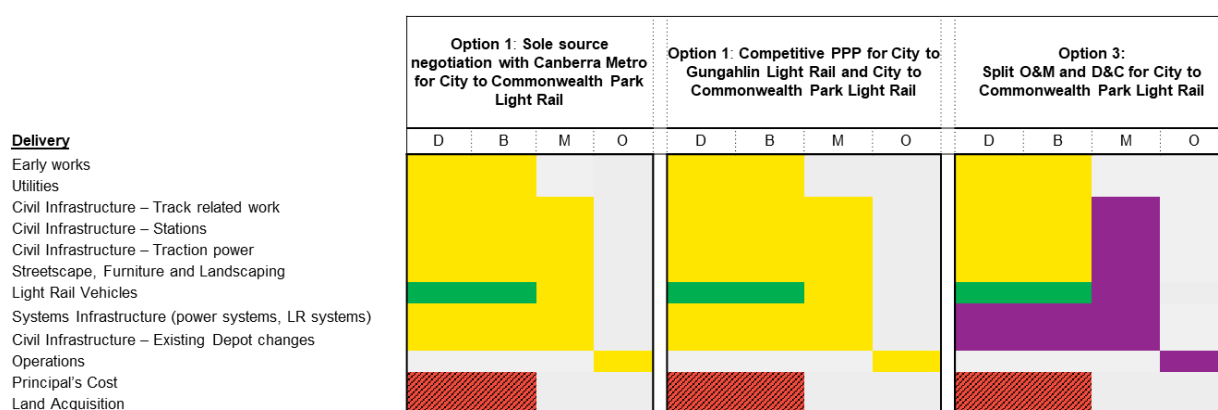 Option 1: Sole source
negotiation with Canberra Metro
for City to Commonwealth Park
Light Rail
Option 1: Competitive PPP for City to
Gungahlin Light Rail and City to
Commonwealth Park Light Rail
Option 3:
Split O&M and D&C for City to
Commonwealth Park Light Rail
Delivery D B M O D B M O D B M O
Early works
Utilities
Civil Infrastructure – Track related work
Civil Infrastructure – Stations
Civil Infrastructure – Traction power
Streetscape, Furniture and Landscaping
Light Rail Vehicles
Systems Infrastructure (power systems, LR systems)
Civil Infrastructure – Existing Depot changes
Operations
Principal's Cost
Land Acquisition